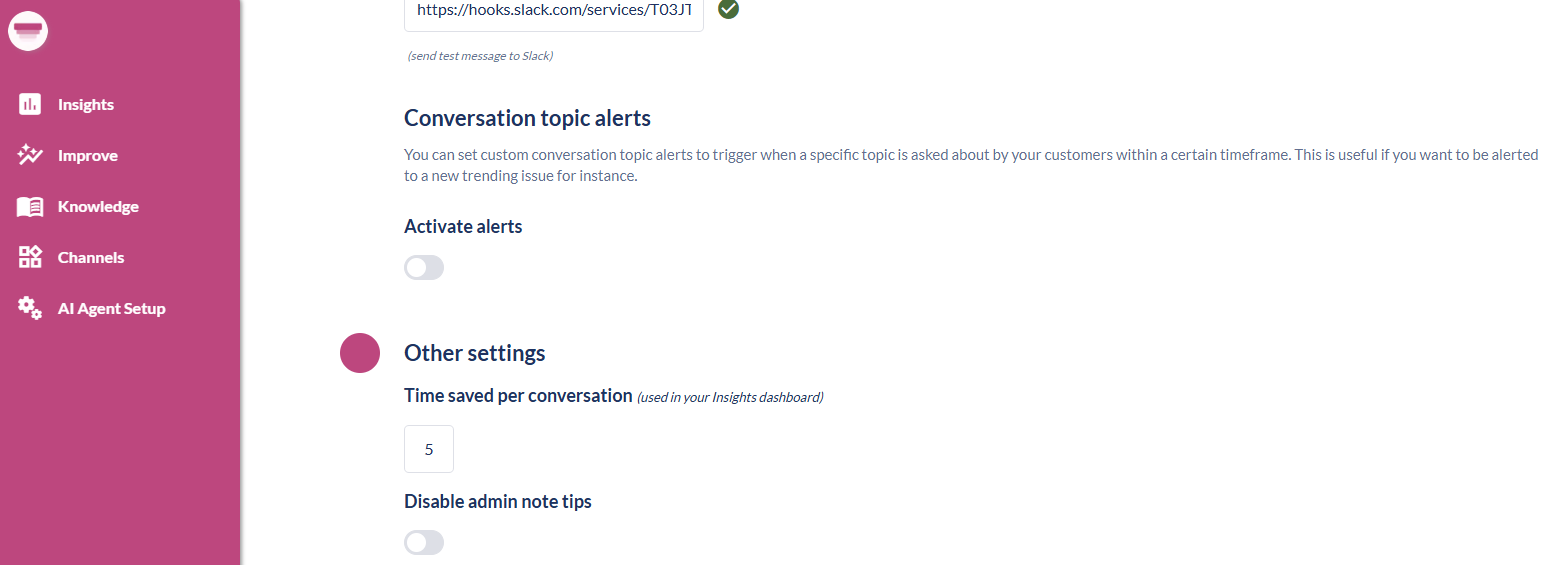 https://hooks.slack.com/services/T03JT
(send test message to Slack)
Insights
Improve
Knowledge
Channels
AI Agent Setup
Conversation topic alerts
You can set custom conversation topic alerts to trigger when a specific topic is asked about by your customers within a certain timeframe. This is useful if you want to be alerted
to a new trending issue for instance.
Activate alerts
Other settings
Time saved per conversation (used in your Insights dashboard)
5
Disable admin note tips